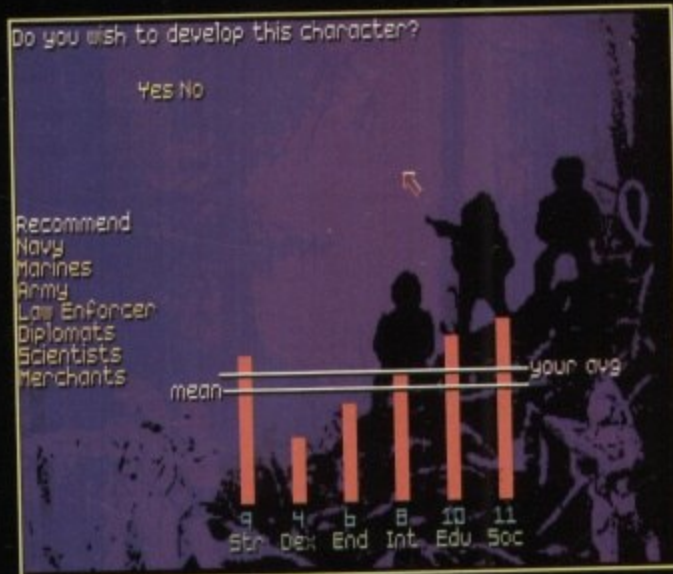 Do you wish to develop this character?
Yes No
Recommend
Navy
Marines
Army
Law Enforcer
Diplomats
Scientists
Merchants
your avg
mean
9 4 6 8 10 11
Str Dex End Int Edu Soc